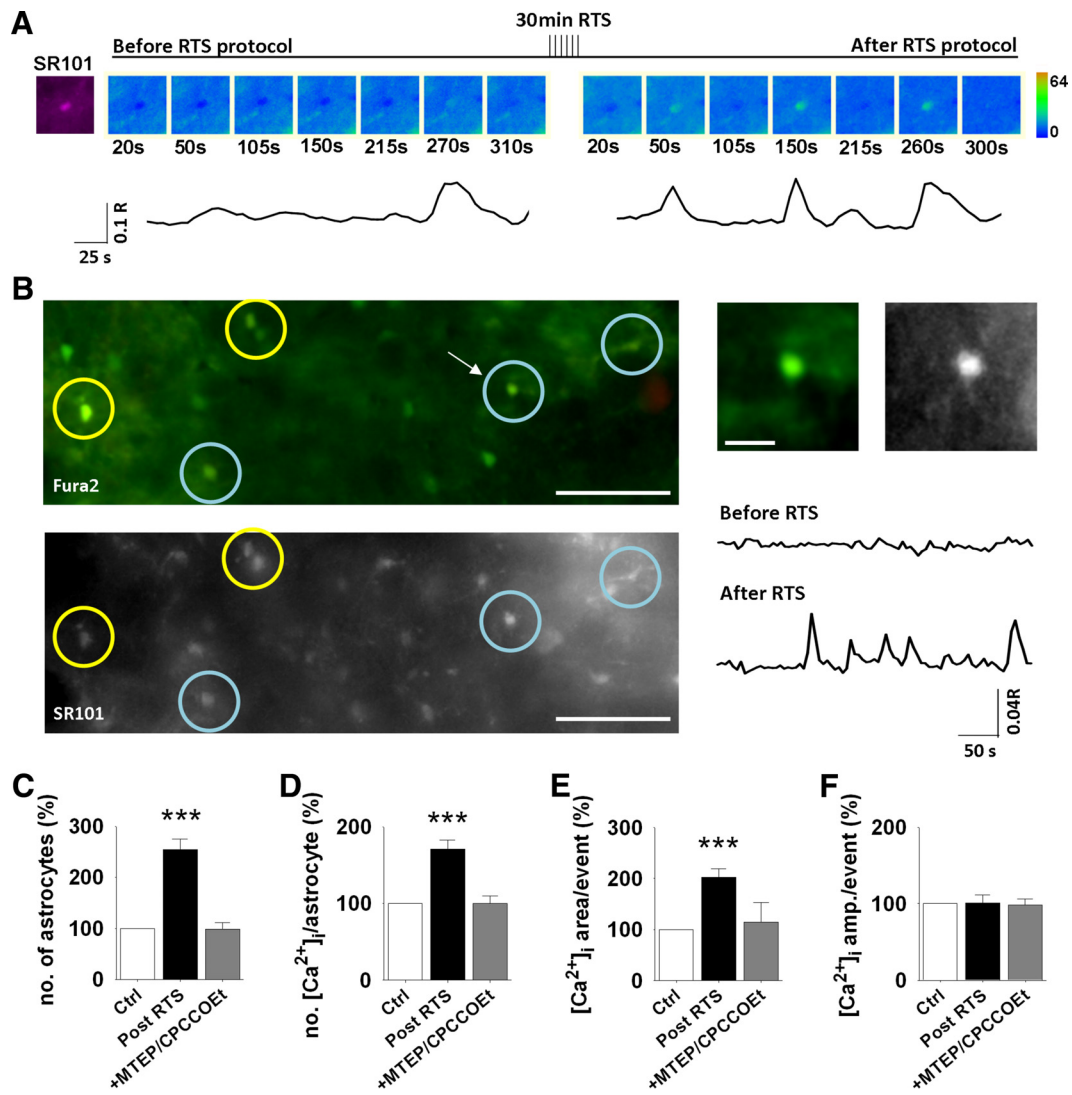 A
30min RTS
Before RTS protocol
After RTS protocol
SR101
20s 50s 105s 150s 215s 270s 310s
20s 50s 105s 150s 215s 260s 300s
64
0
0.1 R
25 s
B
Fura2
SR101
Before RTS
After RTS
0.04R
50 s
C
no. of astrocytes (%)
300
200
100
0
***
Ctrl
Post RTS
+MTEP/CPCCOEt
D
no. [Ca2+]i/astrocyte (%)
200
100
0
***
Ctrl
Post RTS
+MTEP/CPCCOEt
E
[Ca2+]i area/event (%)
300
200
100
0
***
Ctrl
Post RTS
+MTEP/CPCCOEt
F
[Ca2+]i amp./event (%)
200
100
0
Ctrl
Post RTS
+MTEP/CPCCOEt